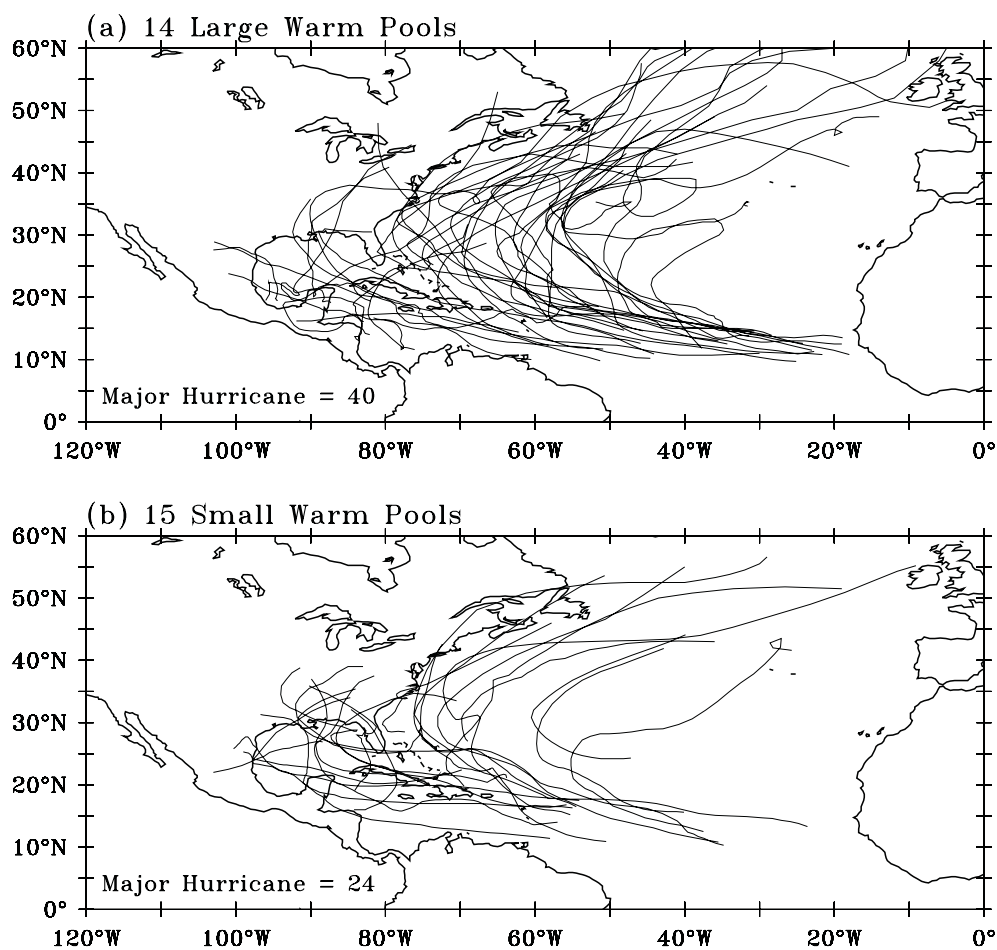 (a) 14 Large Warm Pools
60°N
50°N
40°N
30°N
20°N
10°N
Major Hurricane = 40
0°
120°W 100°W 80°W 60°W 40°W 20°W 0°
(b) 15 Small Warm Pools
60°N
50°N
40°N
30°N
20°N
10°N
Major Hurricane = 24
0°
120°W 100°W 80°W 60°W 40°W 20°W 0°